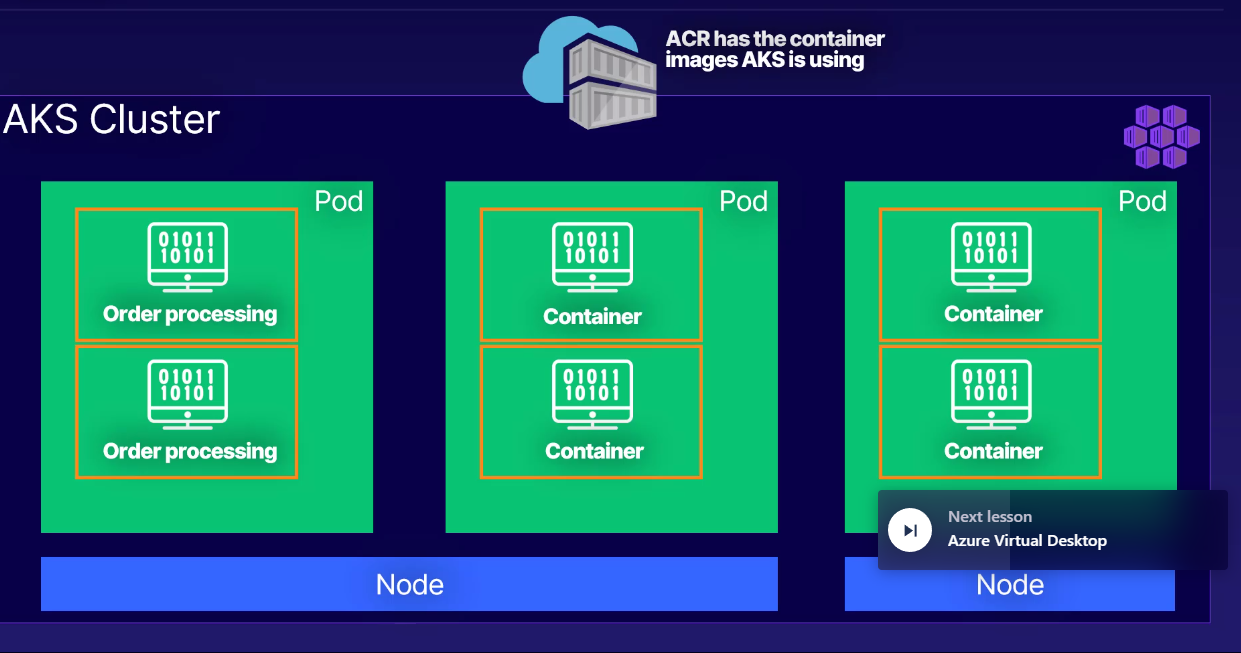 ACR has the container
images AKS is using
AKS Cluster
Pod
01011
10101
Order processing
01011
10101
Order processing
Pod
01011
10101
Container
01011
10101
Container
Pod
01011
10101
Container
01011
10101
Container
Next lesson
Azure Virtual Desktop
Node
Node